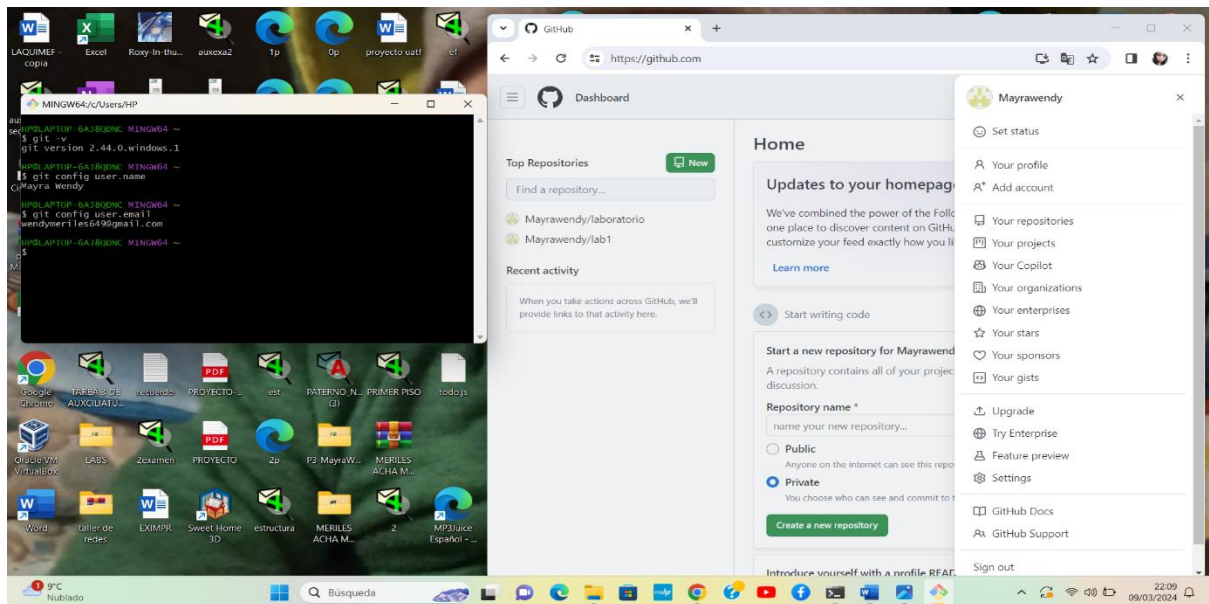 LAQUIMEF - copia
Excel
Roxy-In-thu...
auxexa2
1p
0p
proyecto uatf
ef
MINGW64:/c/Users/HP
HP@LAPTOP-6AJ8QDNC MINGW64 ~
$ git -v
git version 2.44.0.windows.1
HP@LAPTOP-6AJ8QDNC MINGW64 ~
$ git config user.name
Mayra Wendy
HP@LAPTOP-6AJ8QDNC MINGW64 ~
$ git config user.email
wendymeriles649@gmail.com
HP@LAPTOP-6AJ8QDNC MINGW64 ~
$
Google Chrome
TAREA 8 DE AUXCILIATU...
recuerdo
PROYECTO-...
est
PATERNO_N... (3)
PRIMER PISO
todo.js
Oracle VM VirtualBox
LABS
2examen
PROYECTO
2p
P3-MayraW...
MERILES ACHA M...
Word
taller de redes
EXIMPR
Sweet Home 3D
estructura
MERILES ACHA M...
2
MP3Juice Español - ...
GitHub
https://github.com
Dashboard
Top Repositories
New
Find a repository...
Mayrawendy/laboratorio
Mayrawendy/lab1
Recent activity
When you take actions across GitHub, we'll
provide links to that activity here.
Home
Updates to your homepag
We've combined the power of the Follo
one place to discover content on GitHu
customize your feed exactly how you li
Learn more
Start writing code
Start a new repository for Mayrawend
A repository contains all of your projec
discussion.
Repository name *
name your new repository...
Public
Anyone on the internet can see this repo
Private
You choose who can see and commit to t
Create a new repository
Introduce yourself with a profile READ
Mayrawendy
Set status
Your profile
Add account
Your repositories
Your projects
Your Copilot
Your organizations
Your enterprises
Your stars
Your sponsors
Your gists
Upgrade
Try Enterprise
Feature preview
Settings
GitHub Docs
GitHub Support
Sign out
1
9°C
Nublado
Búsqueda
22:09
09/03/2024